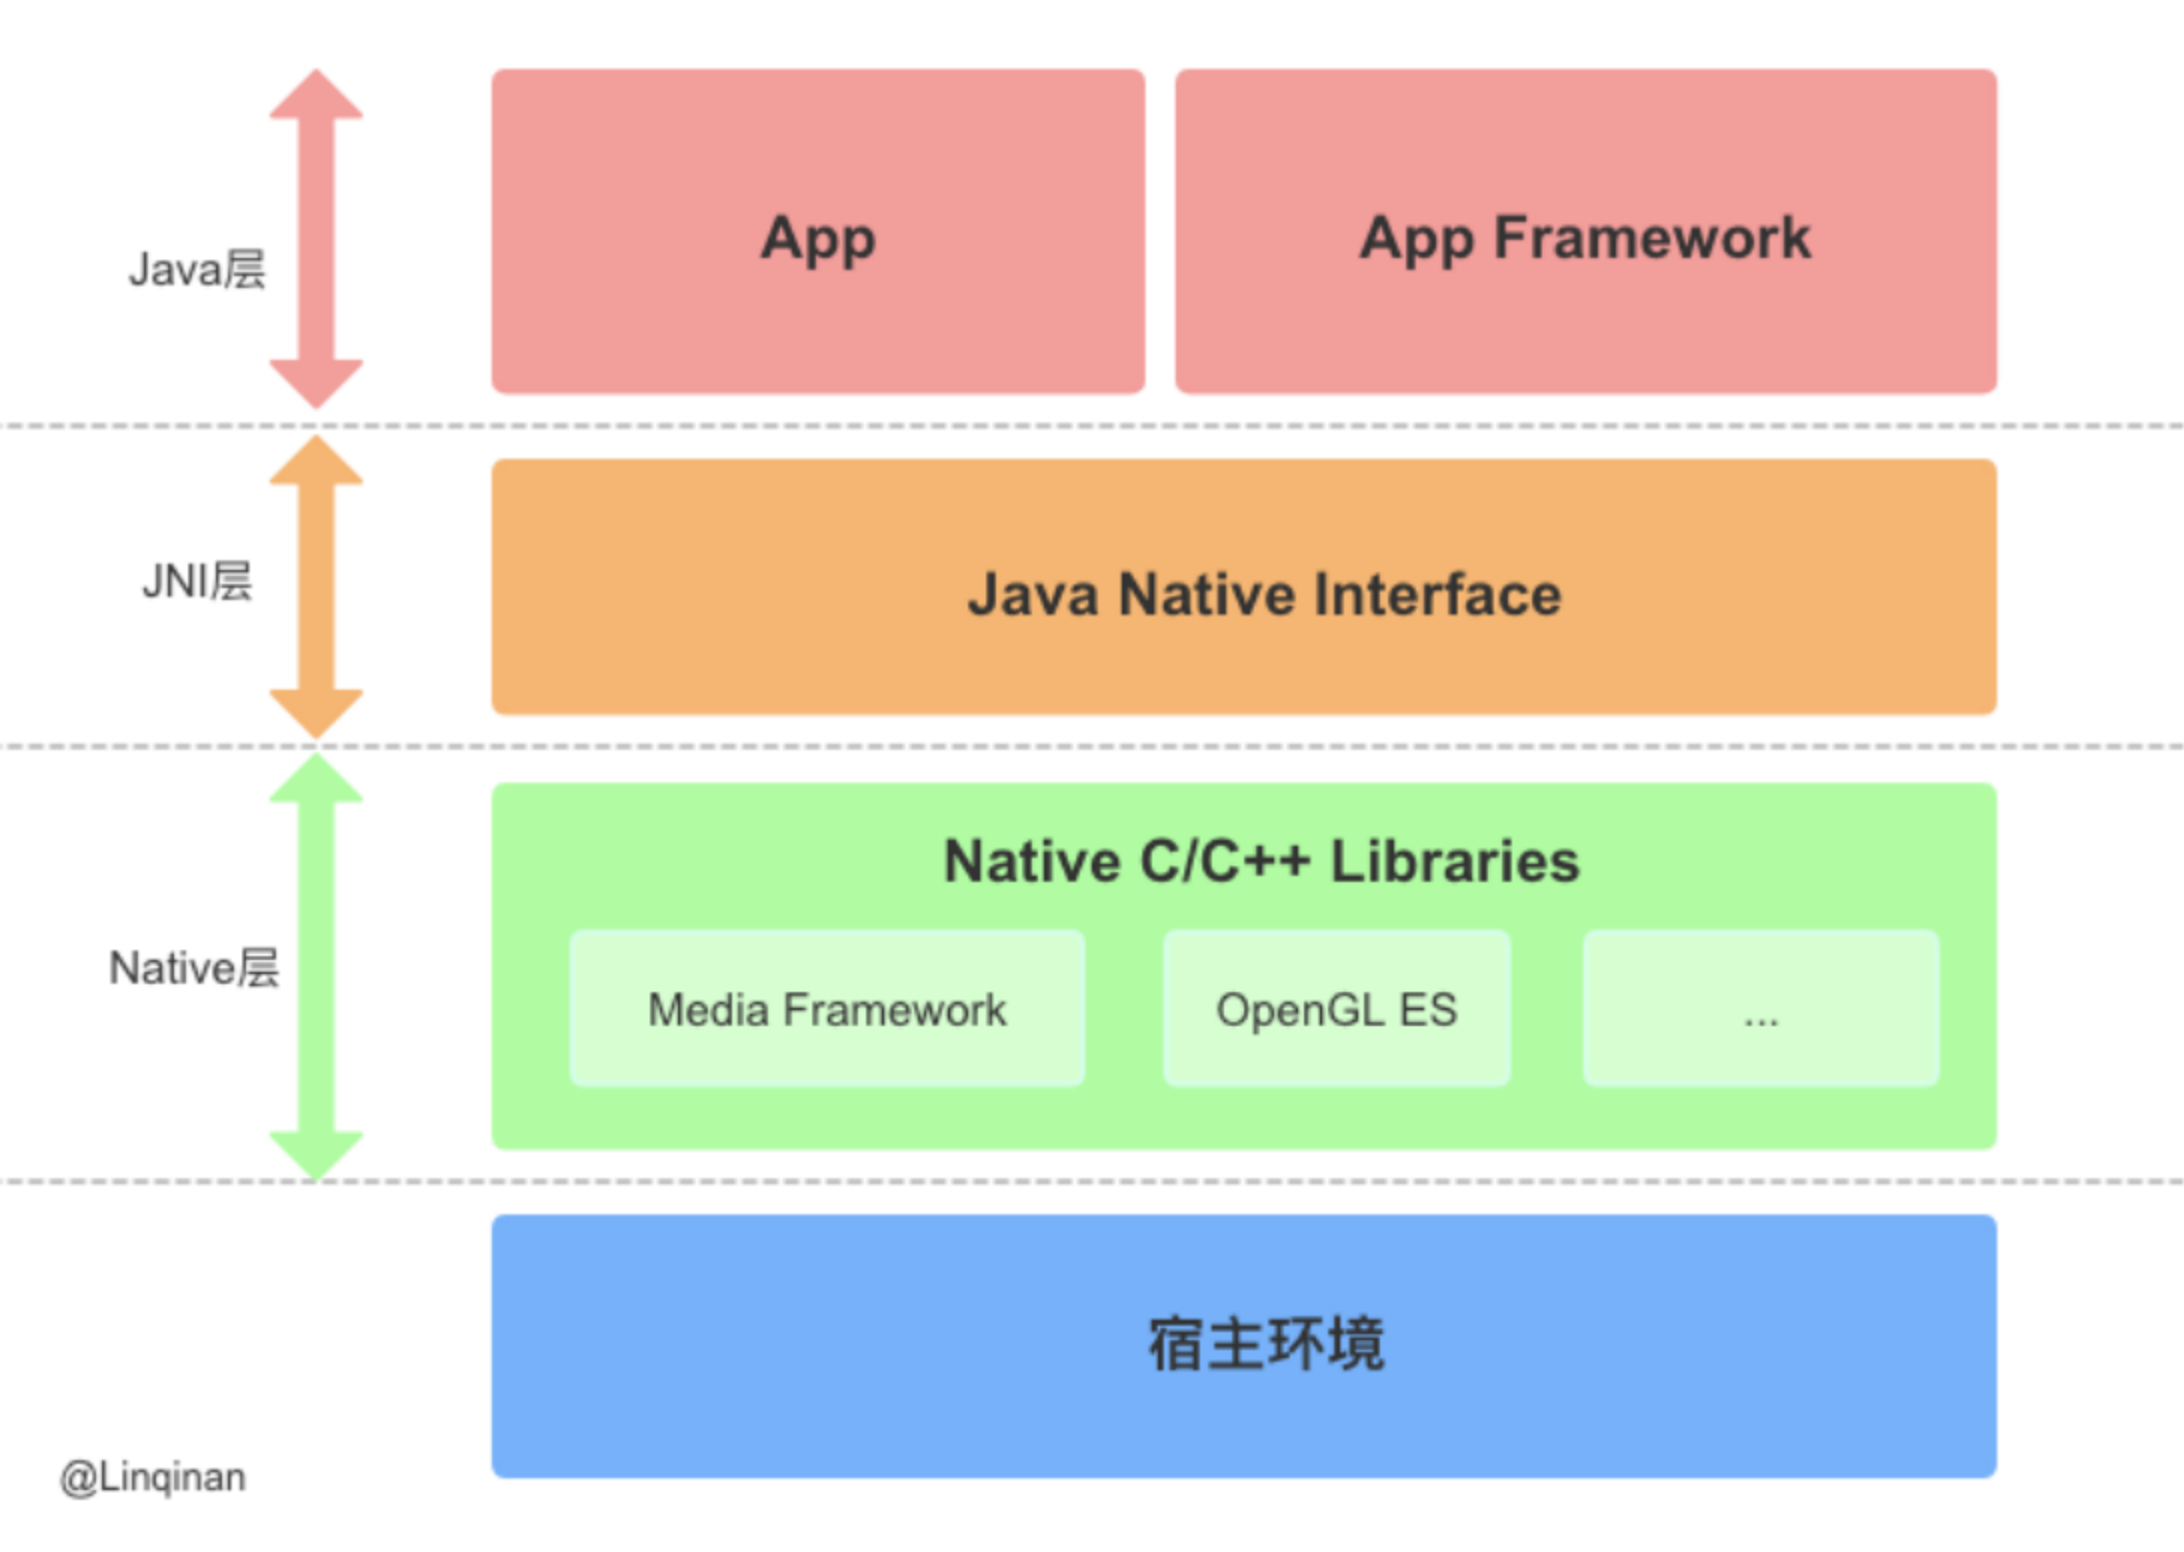 App
App Framework
Java层
JNI层
Java Native Interface
Native C/C++ Libraries
Native层
Media Framework
OpenGL ES
...
宿主环境
@Linqinan